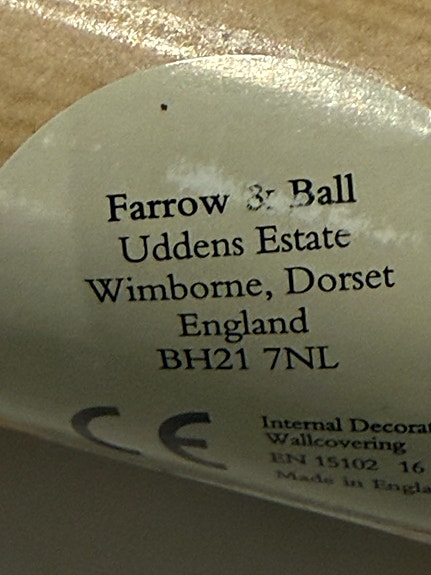 Farrow & Ball
Uddens Estate
Wimborne, Dorset
England
BH21 7NL
CE
Internal Decorat
Wallcovering
EN 15102 16
Made in Engla